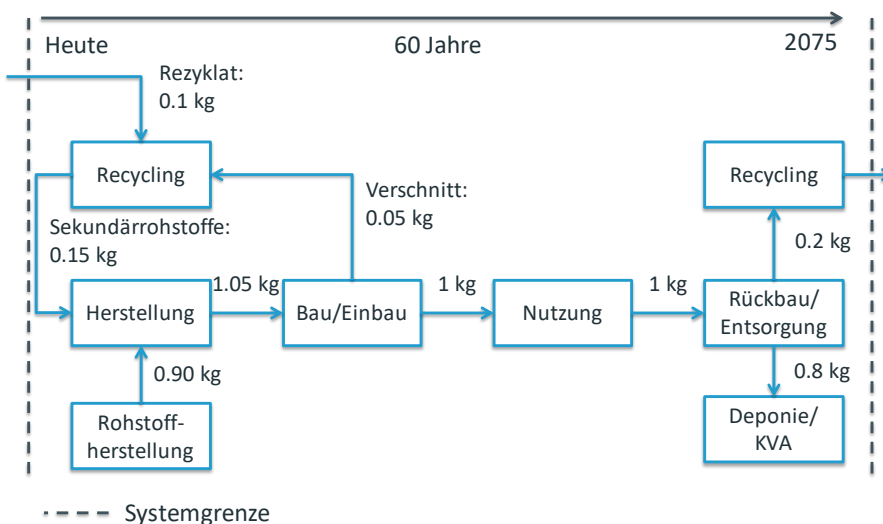 Heute
60 Jahre
2075
Rezyklat:
0.1 kg
Recycling
Verschnitt:
0.05 kg
Recycling
Sekundärrohstoffe:
0.15 kg
0.2 kg
1.05 kg
1 kg
1 kg
Herstellung
Bau/Einbau
Nutzung
Rückbau/
Entsorgung
0.90 kg
0.8 kg
Rohstoff-
herstellung
Deponie/
KVA
Systemgrenze